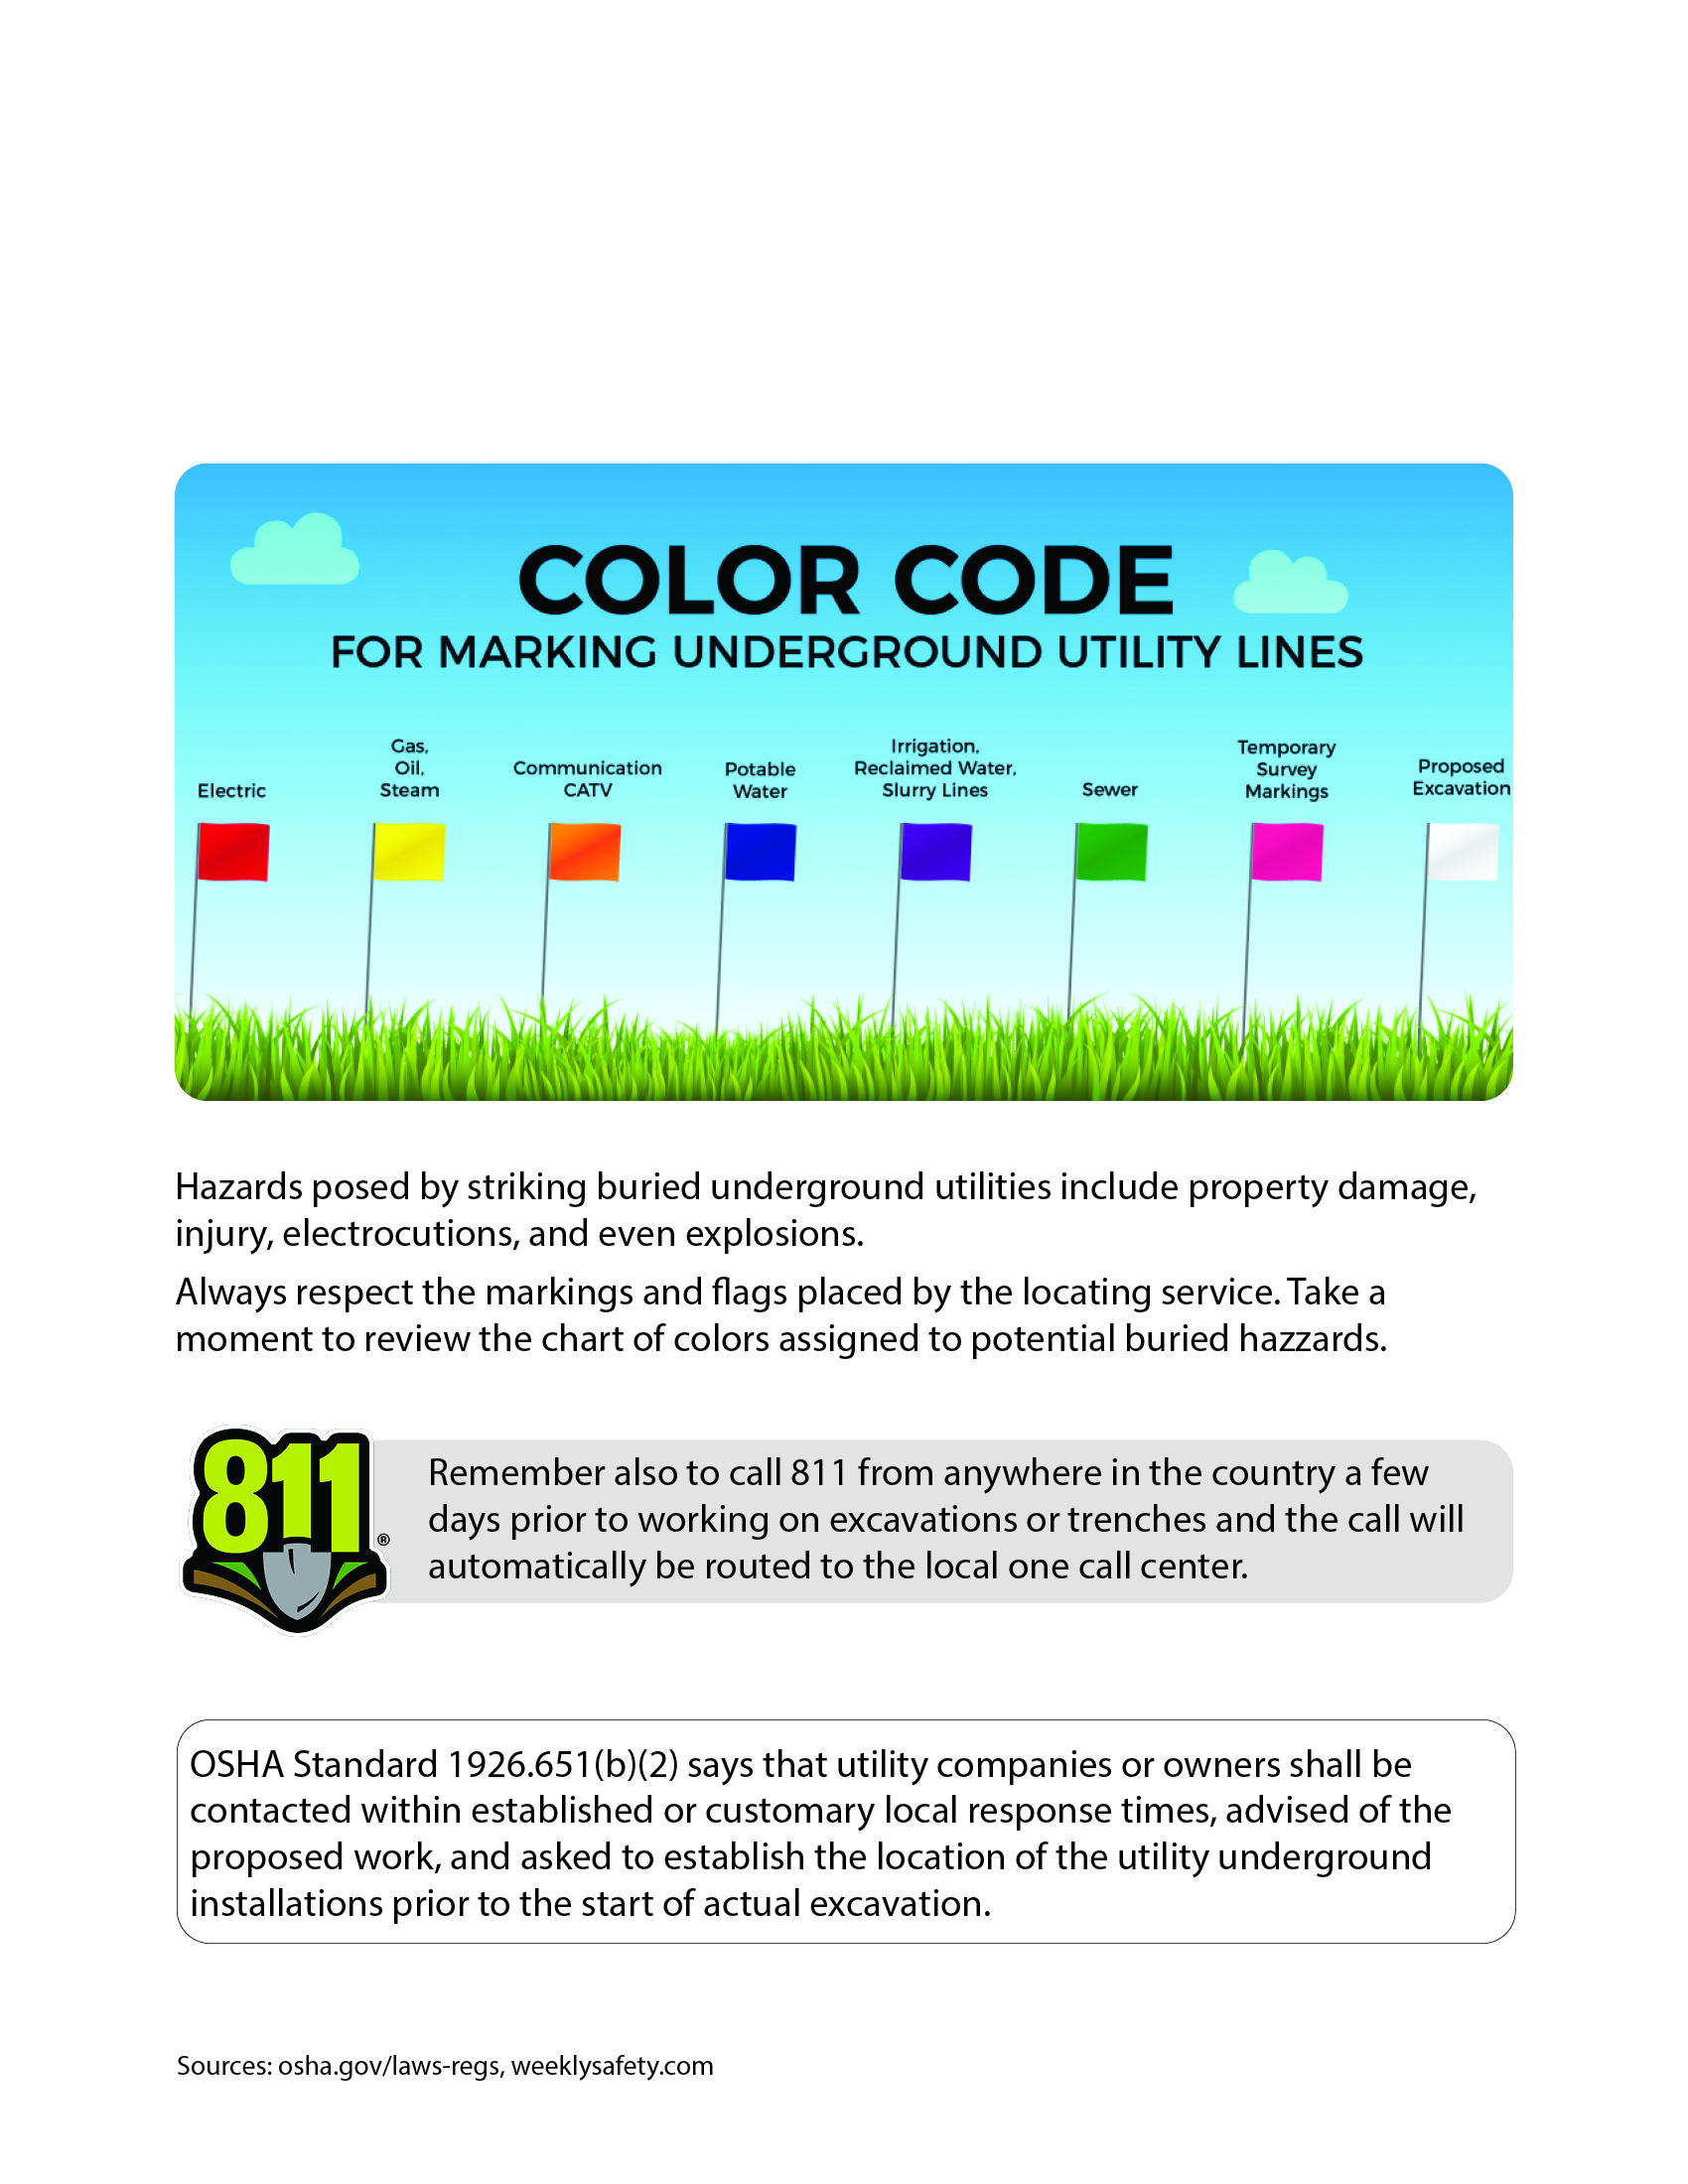 COLOR CODE
FOR MARKING UNDERGROUND UTILITY LINES
Electric
Gas,
Oil,
Steam
Communication
CATV
Potable
Water
Irrigation,
Reclaimed Water,
Slurry Lines
Sewer
Temporary
Survey
Markings
Proposed
Excavation
Hazards posed by striking buried underground utilities include property damage,
injury, electrocutions, and even explosions.
Always respect the markings and flags placed by the locating service. Take a
moment to review the chart of colors assigned to potential buried hazzards.
811
®
Remember also to call 811 from anywhere in the country a few
days prior to working on excavations or trenches and the call will
automatically be routed to the local one call center.
OSHA Standard 1926.651(b)(2) says that utility companies or owners shall be
contacted within established or customary local response times, advised of the
proposed work, and asked to establish the location of the utility underground
installations prior to the start of actual excavation.
Sources: osha.gov/laws-regs, weeklysafety.com